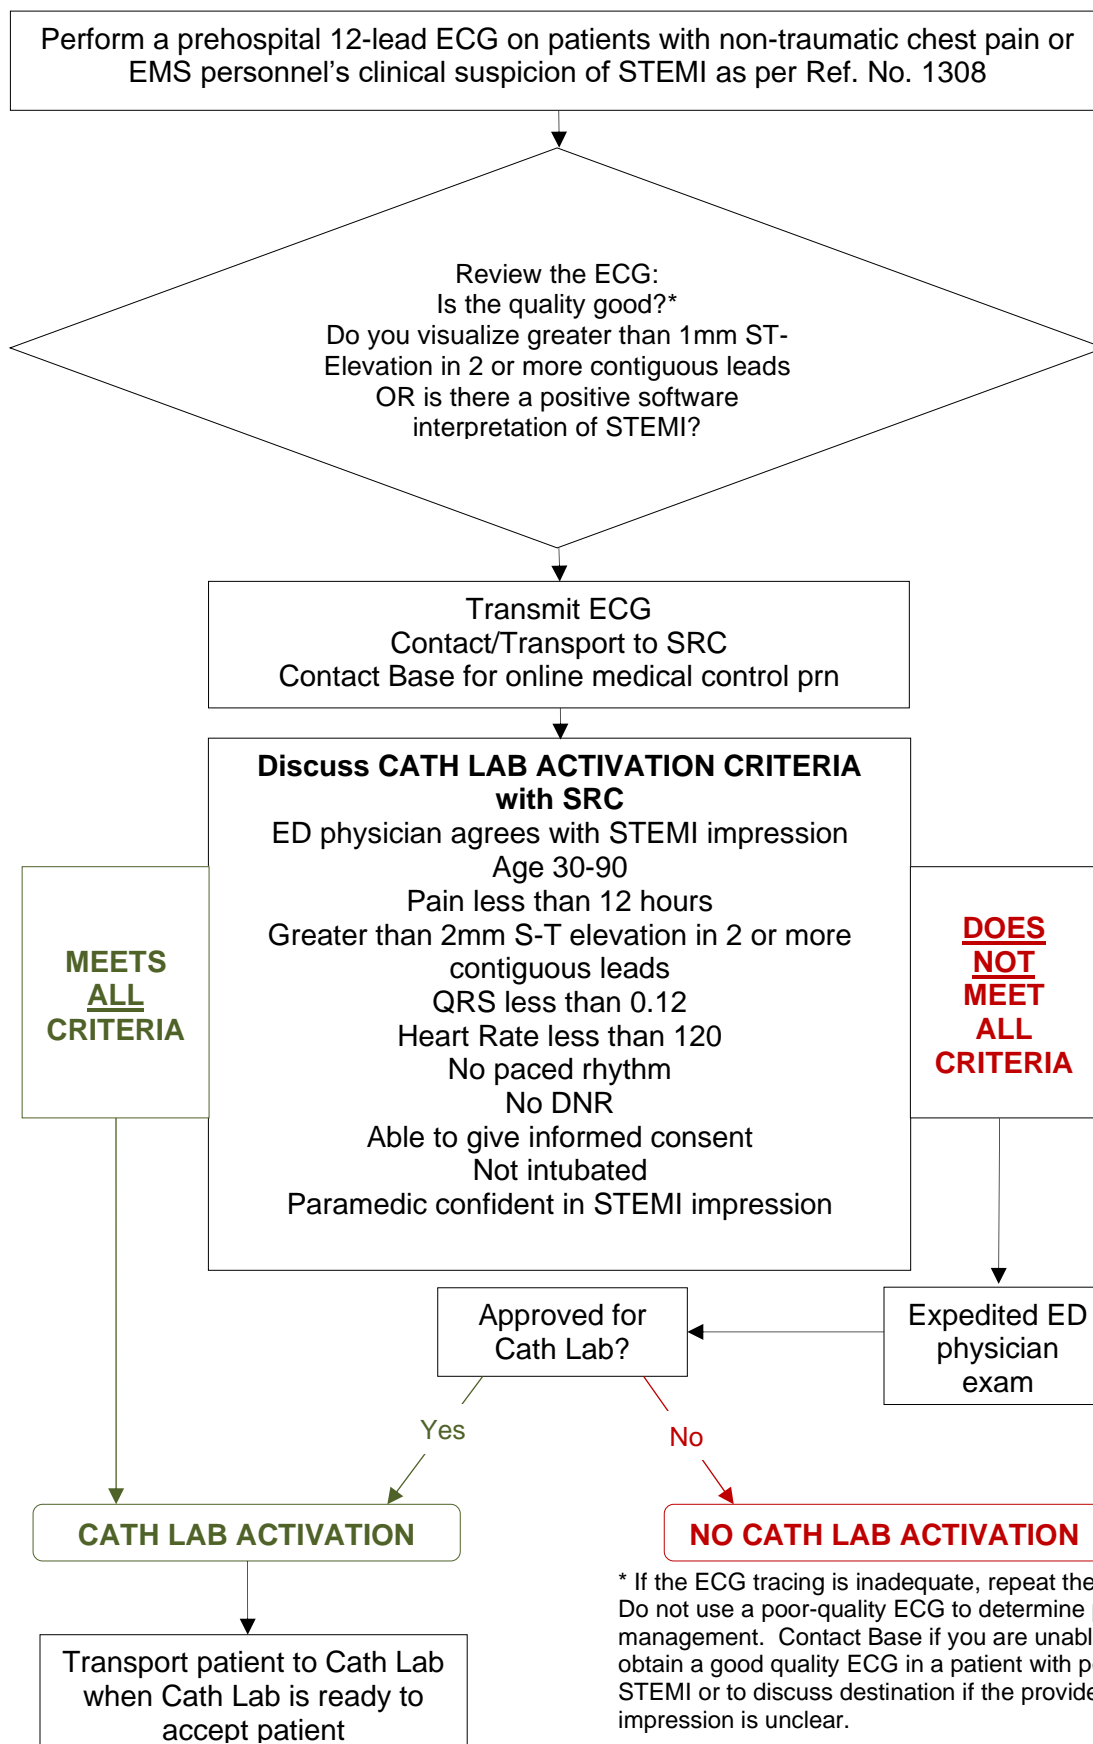 Perform a prehospital 12-lead ECG on patients with non-traumatic chest pain or
EMS personnel’s clinical suspicion of STEMI as per Ref. No. 1308
Review the ECG:
Is the quality good?*
Do you visualize greater than 1mm ST-
Elevation in 2 or more contiguous leads
OR is there a positive software
interpretation of STEMI?
Transmit ECG
Contact/Transport to SRC
Contact Base for online medical control prn
Discuss CATH LAB ACTIVATION CRITERIA
with SRC
ED physician agrees with STEMI impression
Age 30-90
Pain less than 12 hours
Greater than 2mm S-T elevation in 2 or more
contiguous leads
QRS less than 0.12
Heart Rate less than 120
No paced rhythm
No DNR
Able to give informed consent
Not intubated
Paramedic confident in STEMI impression
MEETS
ALL
CRITERIA
DOES
NOT
MEET
ALL
CRITERIA
Expedited ED
physician
exam
Approved for
Cath Lab?
Yes
No
CATH LAB ACTIVATION
NO CATH LAB ACTIVATION
Transport patient to Cath Lab
when Cath Lab is ready to
accept patient
* If the ECG tracing is inadequate, repeat the
Do not use a poor-quality ECG to determine
management. Contact Base if you are
obtain a good quality ECG in a patient with
STEMI or to discuss destination if the
impression is unclear.